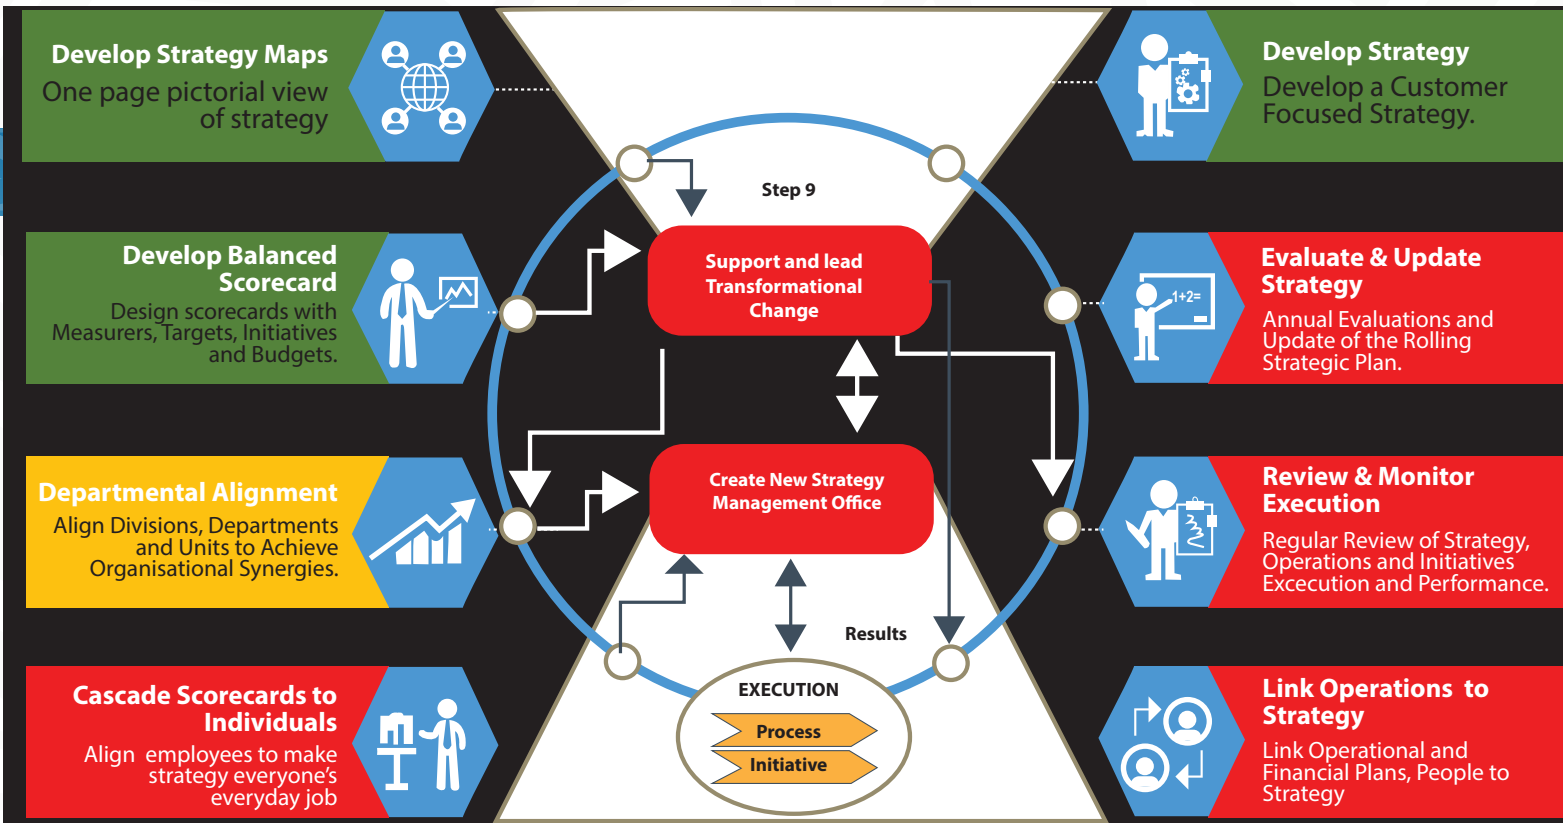 Develop Strategy Maps
One page pictorial view
of strategy
Develop Balanced
Scorecard
Design scorecards with
Measurers, Targets, Initiatives
and Budgets.
Departmental Alignment
Align Divisions, Departments
and Units to Achieve
Organisational Synergies.
Cascade Scorecards to
Individuals
Align employees to make
strategy everyone’s
everyday job
Step 9
Support and lead
Transformational
Change
Create New Strategy
Management Office
Results
EXECUTION
Process
Initiative
Develop Strategy
Develop a Customer
Focused Strategy.
1+2=
Evaluate & Update
Strategy
Annual Evaluations and
Update of the Rolling
Strategic Plan.
Review & Monitor
Execution
Regular Review of Strategy,
Operations and Initiatives
Excecution and Performance.
Link Operations to
Strategy
Link Operational and
Financial Plans, People to
Strategy